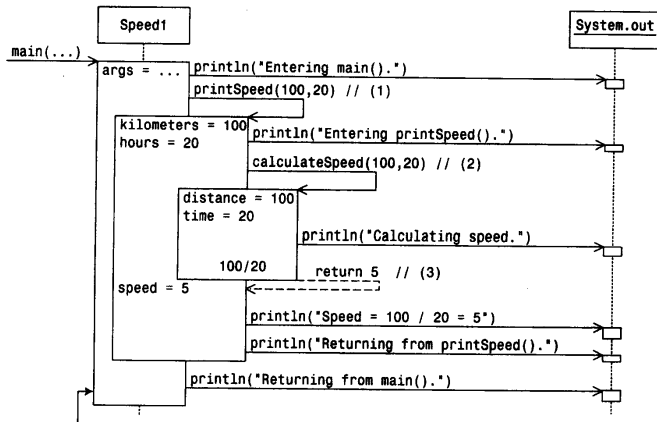 Speed1
System.out
main(...)
args = ...
println("Entering main().")
printSpeed(100,20) // (1)
kilometers = 100
hours = 20
println("Entering printSpeed().")
calculateSpeed(100,20) // (2)
distance = 100
time = 20
println("Calculating speed.")
100/20
return 5 // (3)
speed = 5
println("Speed = 100 / 20 = 5")
println("Returning from printSpeed().")
println("Returning from main().")